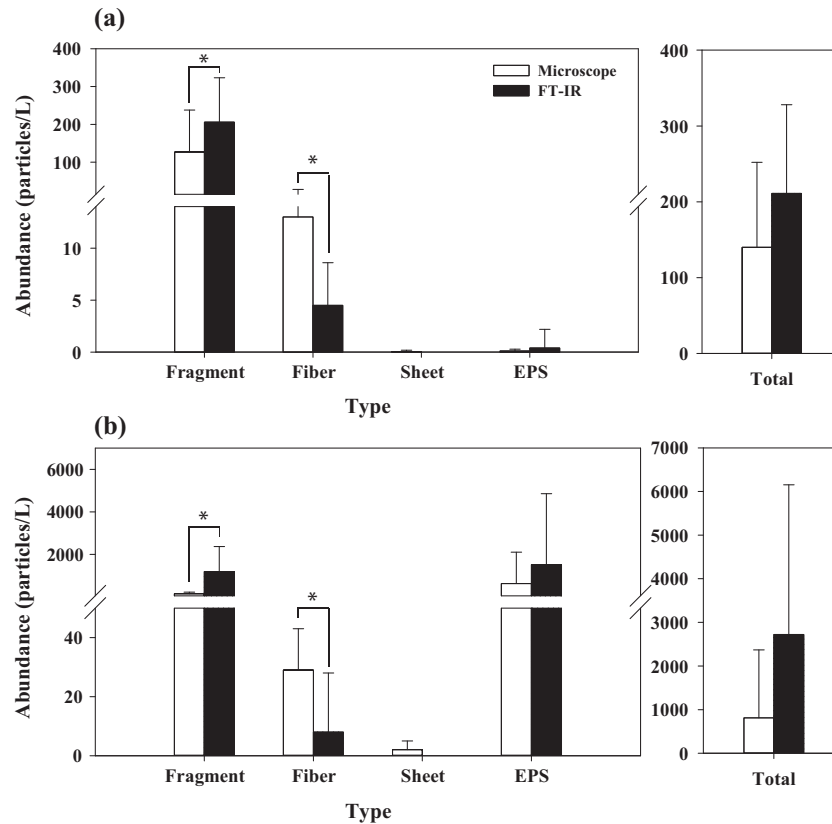 (a)
Abundance (particles/L)
400
300
200
100
10
5
0
*
*
Microscope
FT-IR
Fragment
Fiber
Sheet
EPS
Type
400
300
200
100
0
Total
(b)
Abundance (particles/L)
6000
4000
2000
40
20
0
*
*
Fragment
Fiber
Sheet
EPS
Type
7000
6000
5000
4000
3000
2000
1000
0
Total